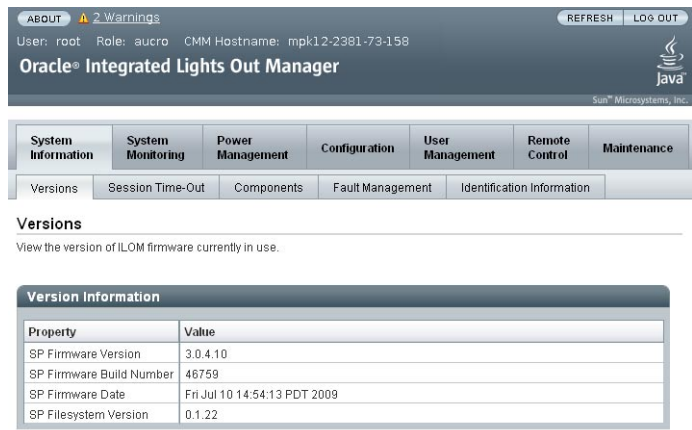 ABOUT 2 Warnings REFRESH LOG OUT
User: root Role: aucro CMM Hostname: mpk12-2381-73-158
Oracle® Integrated Lights Out Manager
Java™
Sun™ Microsystems, Inc.
System Information System Monitoring Power Management Configuration User Management Remote Control Maintenance
Versions Session Time-Out Components Fault Management Identification Information
Versions
View the version of ILOM firmware currently in use.
Version Information
Property Value
SP Firmware Version 3.0.4.10
SP Firmware Build Number 46759
SP Firmware Date Fri Jul 10 14:54:13 PDT 2009
SP Filesystem Version 0.1.22